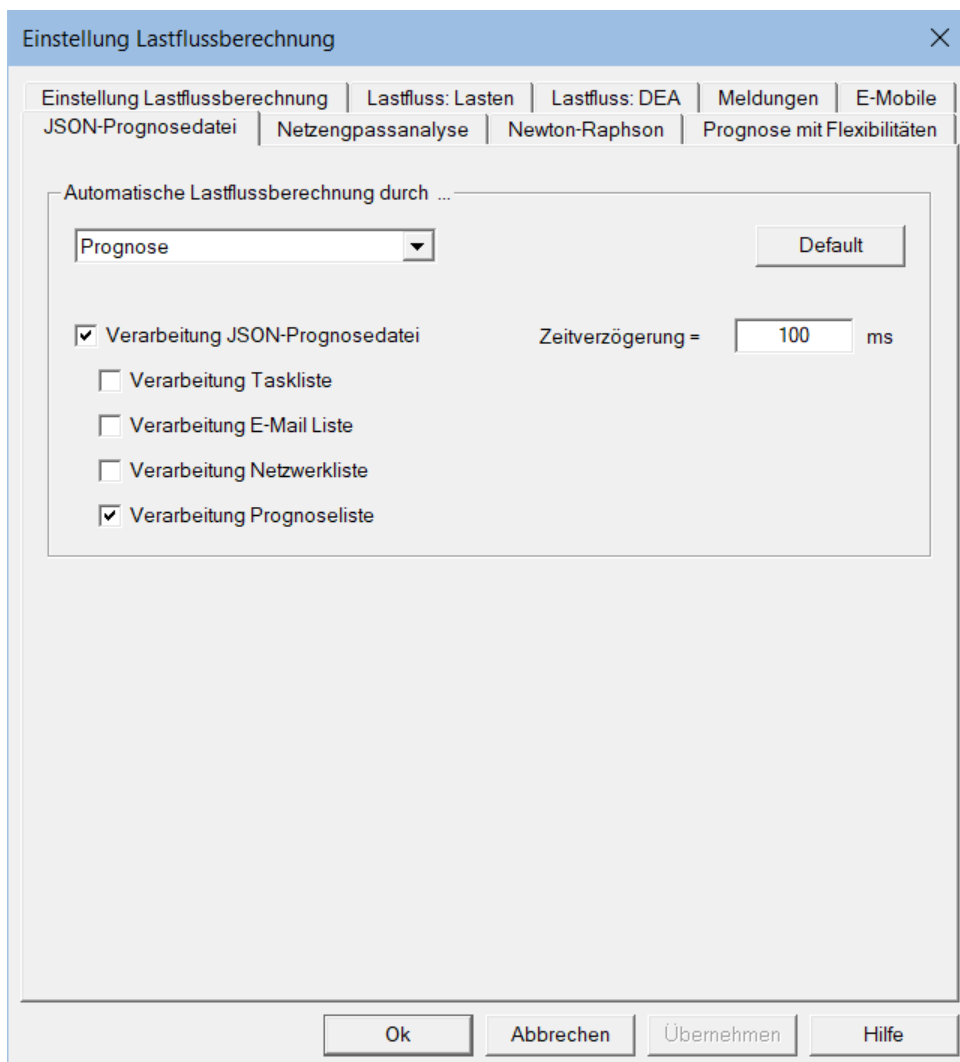 Einstellung Lastflussberechnung
Einstellung Lastflussberechnung Lastfluss: Lasten Lastfluss: DEA Meldungen E-Mobile
JSON-Prognosedatei Netzengpassanalyse Newton-Raphson Prognose mit Flexibilitäten
Automatische Lastflussberechnung durch ...
Prognose Default
Verarbeitung JSON-Prognosedatei Zeitverzögerung = 100 ms
Verarbeitung Taskliste
Verarbeitung E-Mail Liste
Verarbeitung Netzwerkliste
Verarbeitung Prognoseliste
Ok Abbrechen Übernehmen Hilfe